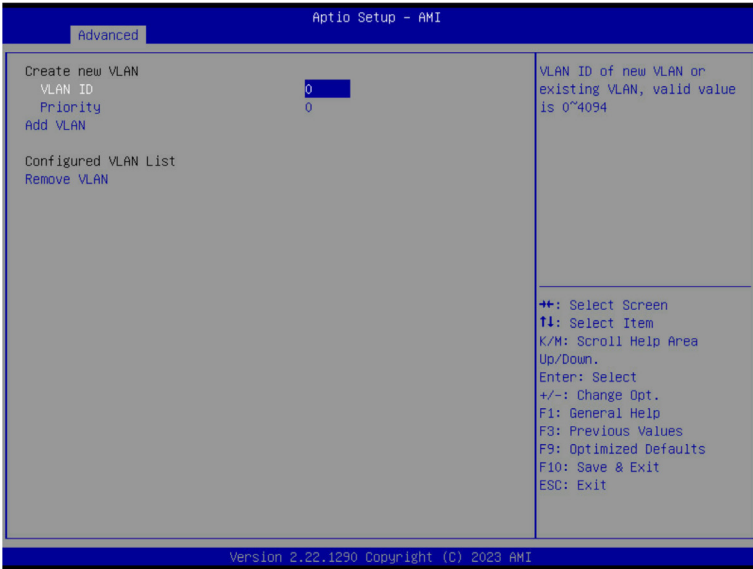 Aptio Setup – AMI
Advanced
Create new VLAN
VLAN ID 0
Priority 0
Add VLAN
Configured VLAN List
Remove VLAN
VLAN ID of new VLAN or
existing VLAN, valid value
is 0~4094
→←: Select Screen
↑↓: Select Item
K/M: Scroll Help Area
Up/Down.
Enter: Select
+/-: Change Opt.
F1: General Help
F3: Previous Values
F9: Optimized Defaults
F10: Save & Exit
ESC: Exit
Version 2.22.1290 Copyright (C) 2023 AMI